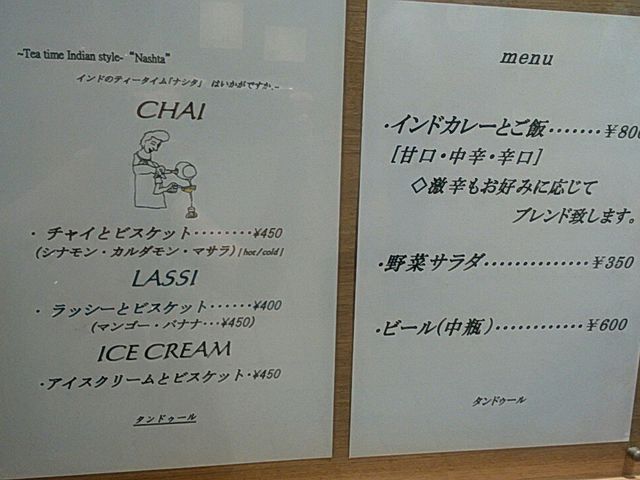 ~Tea time Indian style- "Nashta"
インドのティータイム「ナシタ」 はいかがですか.~
CHAI
・ チャイとビスケット········¥450
(シナモン・カルダモン・マサラ) [hot/cold]
LASSI
・ ラッシーとビスケット······¥400
(マンゴー・バナナ···¥450)
ICE CREAM
・アイスクリームとビスケット·¥450
タンドゥール
menu
・インドカレーとご飯·······¥800
[甘口・中辛・辛口]
◇激辛もお好みに応じて
ブレンド致します。
・野菜サラダ··············¥350
・ビール(中瓶)············¥600
タンドゥール